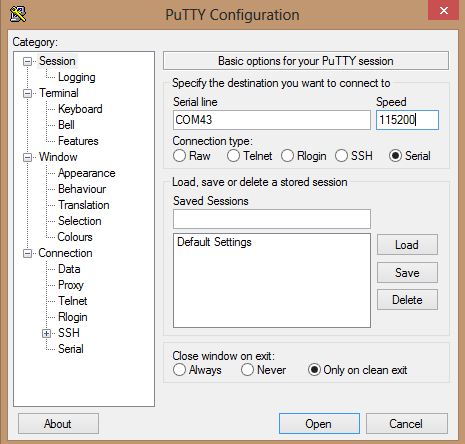 PuTTY Configuration
Category:
Session
Logging
Terminal
Keyboard
Bell
Features
Window
Appearance
Behaviour
Translation
Selection
Colours
Connection
Data
Proxy
Telnet
Rlogin
SSH
Serial
Basic options for your PuTTY session
Specify the destination you want to connect to
Serial line Speed
COM43 115200
Connection type:
Raw Telnet Rlogin SSH Serial
Load, save or delete a stored session
Saved Sessions
Default Settings
Load
Save
Delete
Close window on exit:
Always Never Only on clean exit
About Open Cancel